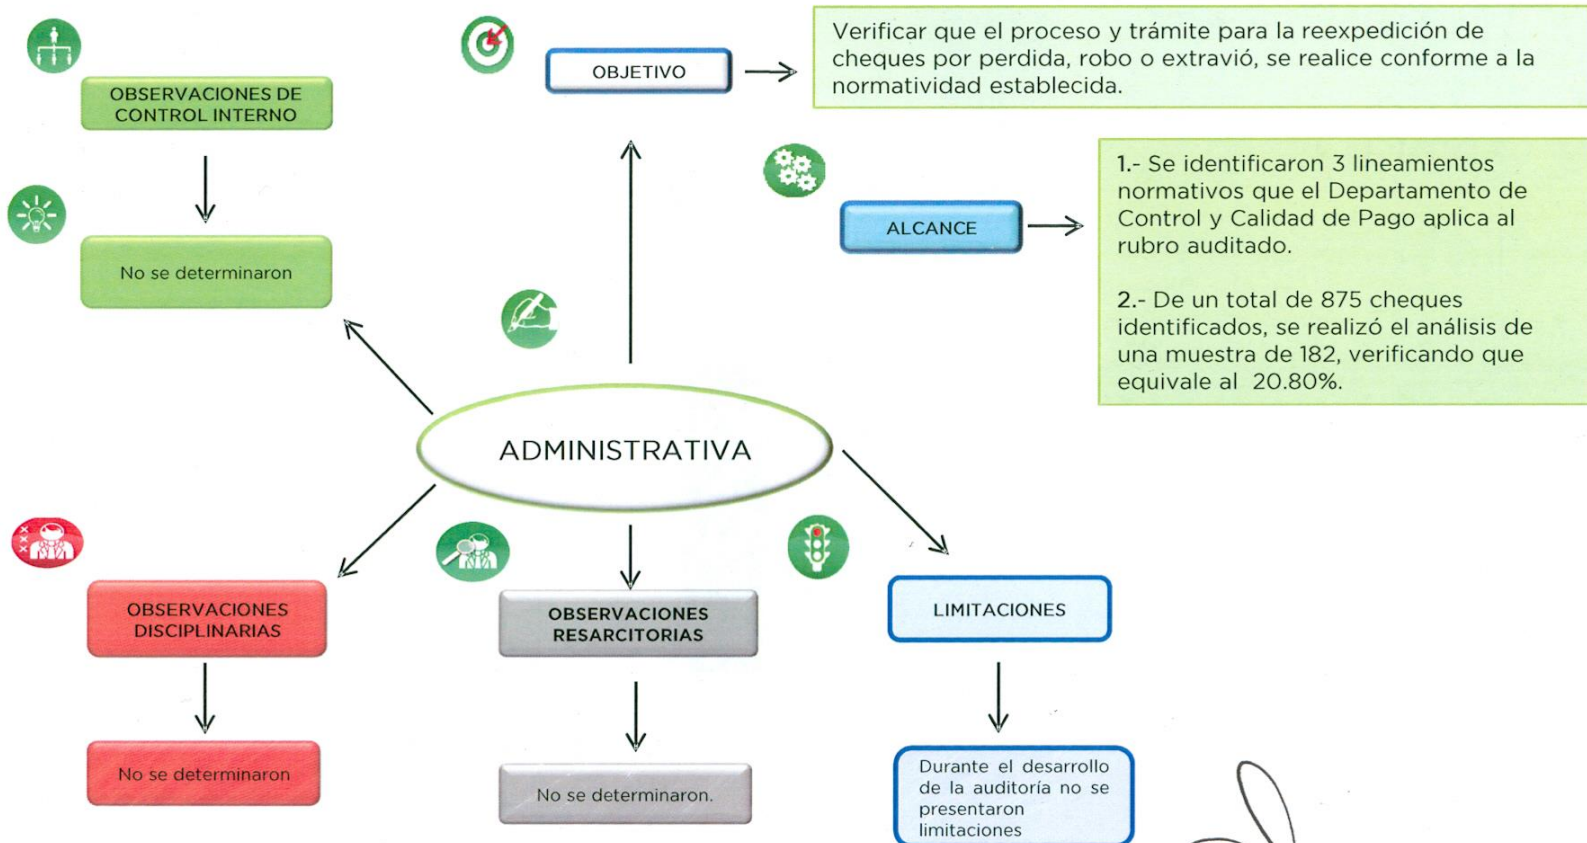 OBJETIVO
Verificar que el proceso y trámite para la reexpedición de
cheques por perdida, robo o extravió, se realice conforme a la
normatividad establecida.
OBSERVACIONES DE
CONTROL INTERNO
No se determinaron
ALCANCE
1.- Se identificaron 3 lineamientos
normativos que el Departamento de
Control y Calidad de Pago aplica al
rubro auditado.
2.- De un total de 875 cheques
identificados, se realizó el análisis de
una muestra de 182, verificando que
equivale al 20.80%.
ADMINISTRATIVA
OBSERVACIONES
DISCIPLINARIAS
No se determinaron
OBSERVACIONES
RESARCITORIAS
No se determinaron.
LIMITACIONES
Durante el desarrollo
de la auditoría no se
presentaron
limitaciones